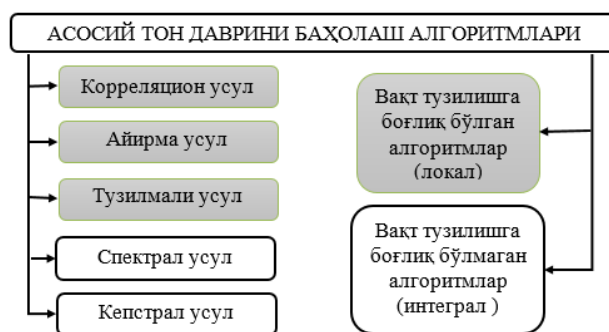 АСОСИЙ ТОН ДАВРИНИ БАҲОЛАШ АЛГОРИТМЛАРИ
Корреляцион усул
Айирма усул
Тузилмали усул
Спектрал усул
Кепстрал усул
Вақт тузилишга
боғлиқ бўлган
алгоритмлар
(локал)
Вақт тузилишга
боғлиқ бўлмаган
алгоритмлар
(интеграл )